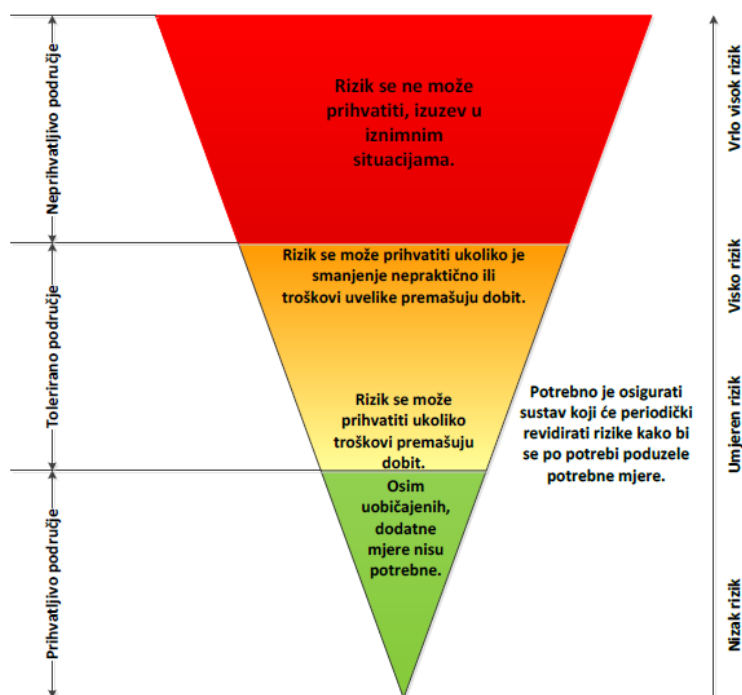 Neprihvatljivo područje
Rizik se ne može
prihvatiti, izuzev u
iznimnim
situacijama.
Vrlo visok rizik
Tolerirano područje
Rizik se može prihvatiti ukoliko je
smanjenje nepraktično ili
troškovi uvelike premašuju dobit.
Visko rizik
Rizik se može
prihvatiti ukoliko
troškovi premašuju
dobit.
Potrebno je osigurati
sustav koji će periodički
revidirati rizike kako bi
se po potrebi poduzele
potrebne mjere.
Umjeren rizik
Prihvatljivo područje
Osim
uobičajenih,
dodatne
mjere nisu
potrebne.
Nizak rizik